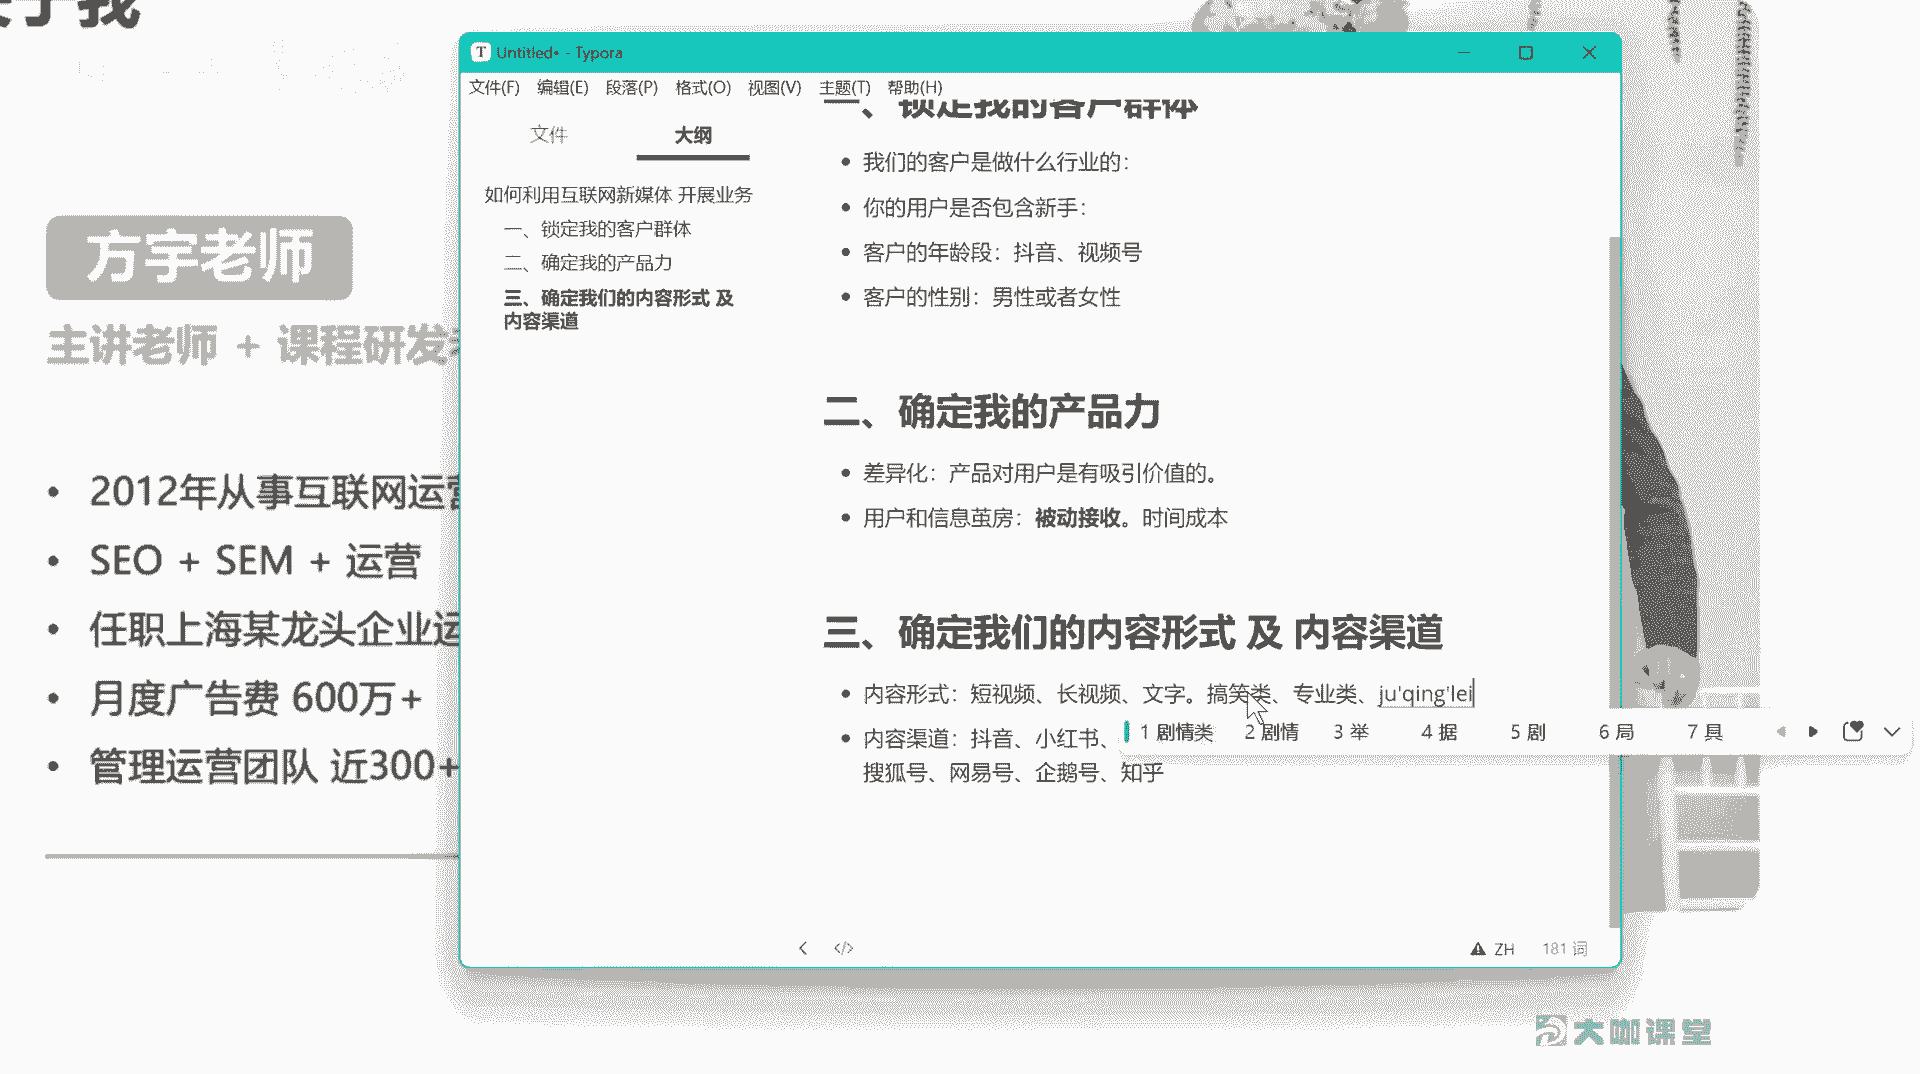 于我
Untitled• - Typora
文件(F) 编辑(E) 段落(P) 格式(O) 视图(V) 主题(T) 帮助(H)
文件 大纲
如何利用互联网新媒体 开展业务
一、锁定我的客户群体
二、确定我的产品力
三、确定我们的内容形式 及
内容渠道
一、锁定我的客户群体
我们的客户是做什么行业的：
你的用户是否包含新手：
客户的年龄段：抖音、视频号
客户的性别：男性或者女性
二、确定我的产品力
差异化：产品对用户是有吸引价值的。
用户和信息茧房：被动接收。时间成本
三、确定我们的内容形式 及 内容渠道
内容形式：短视频、长视频、文字。搞笑类、专业类、ju'qing'lei
1 剧情类 2 剧情 3 举 4 据 5 剧 6 局 7 具
内容渠道：抖音、小红书、
搜狐号、网易号、企鹅号、知乎
ZH 181 词
方宇老师
主讲老师 + 课程研发
• 2012年从事互联网运营
• SEO + SEM + 运营
• 任职上海某龙头企业运
• 月度广告费 600万+
• 管理运营团队 近300+
大咖课堂